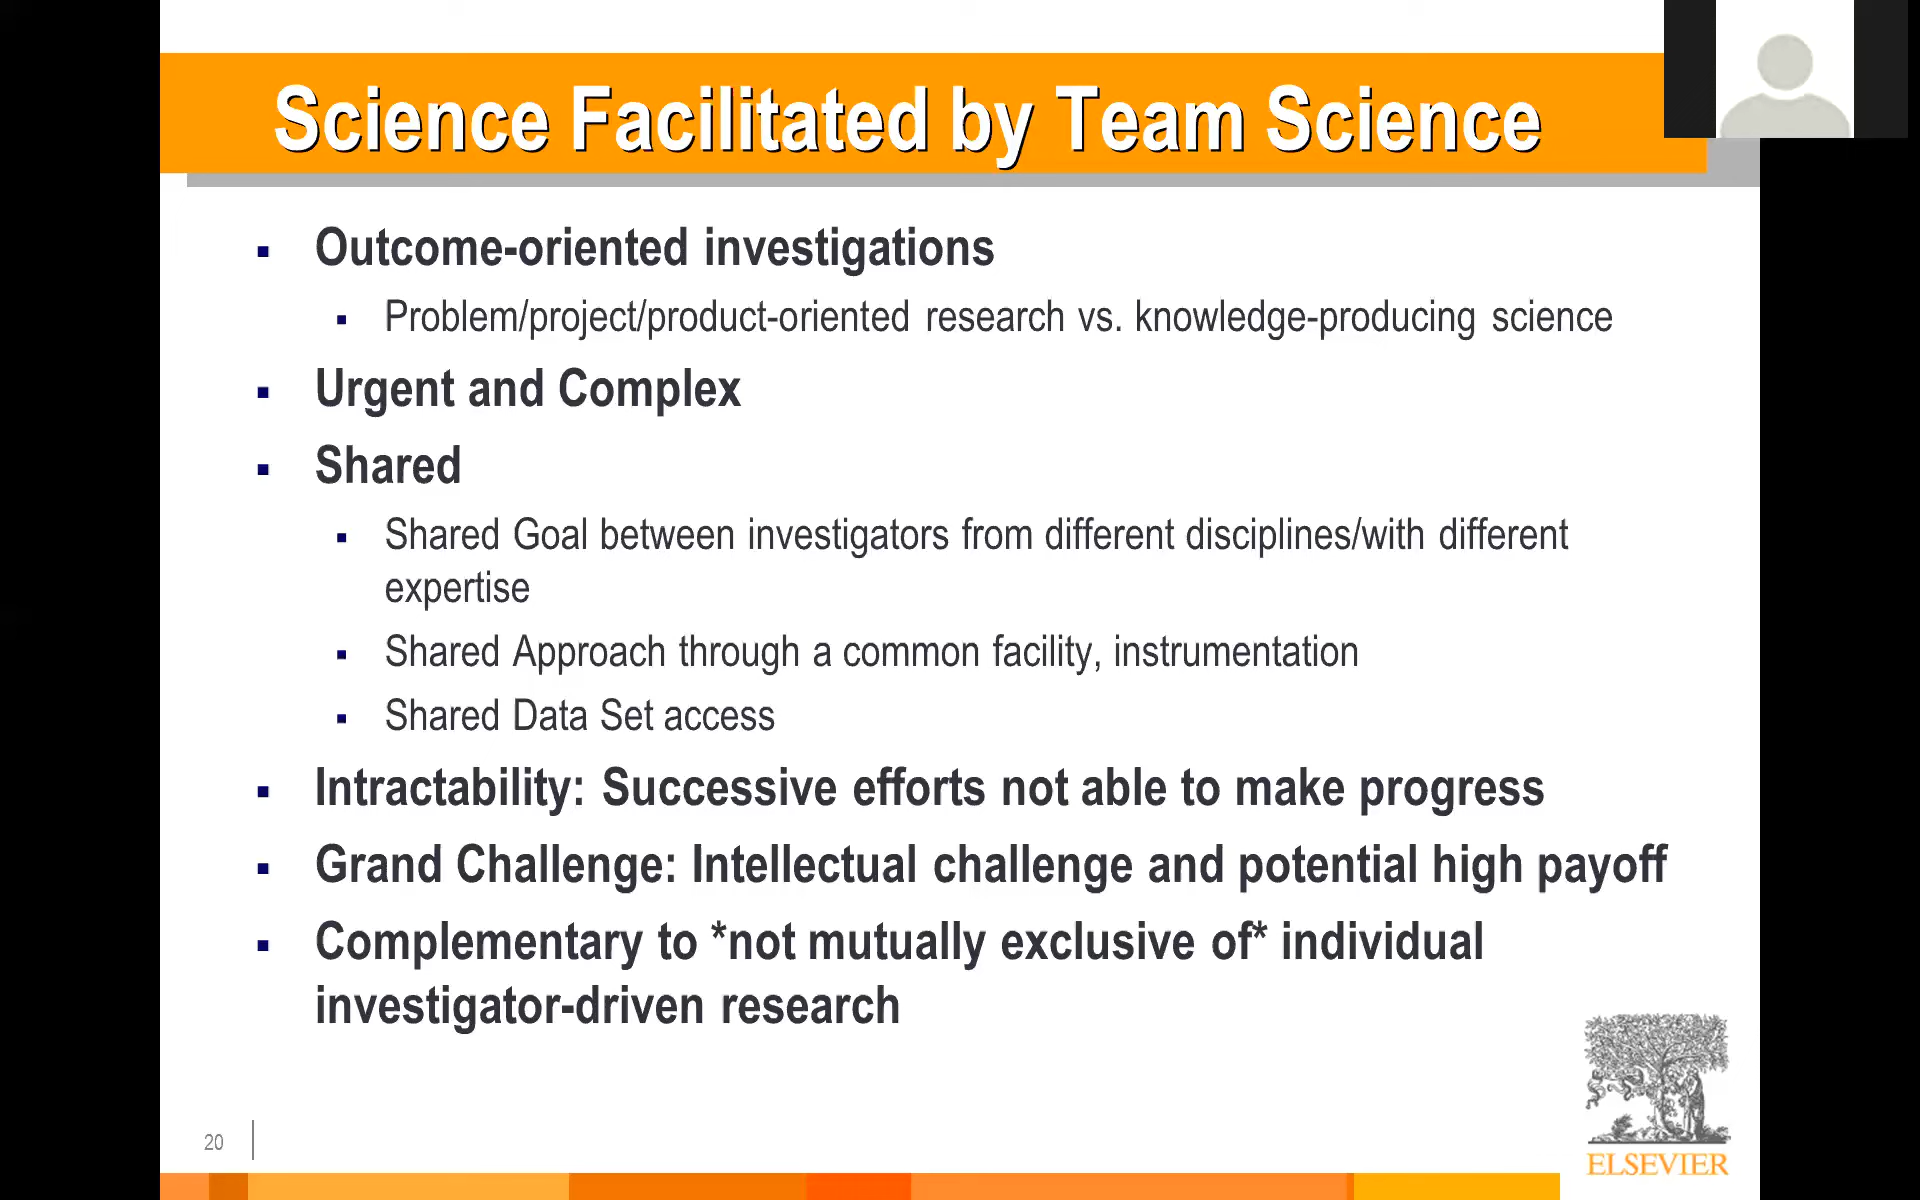 Science Facilitated by Team Science
Outcome-oriented investigations
Problem/project/product-oriented research vs. knowledge-producing science
Urgent and Complex
Shared
Shared Goal between investigators from different disciplines/with different
expertise
Shared Approach through a common facility, instrumentation
Shared Data Set access
Intractability: Successive efforts not able to make progress
Grand Challenge: Intellectual challenge and potential high payoff
Complementary to *not mutually exclusive of* individual
investigator-driven research
20
ELSEVIER